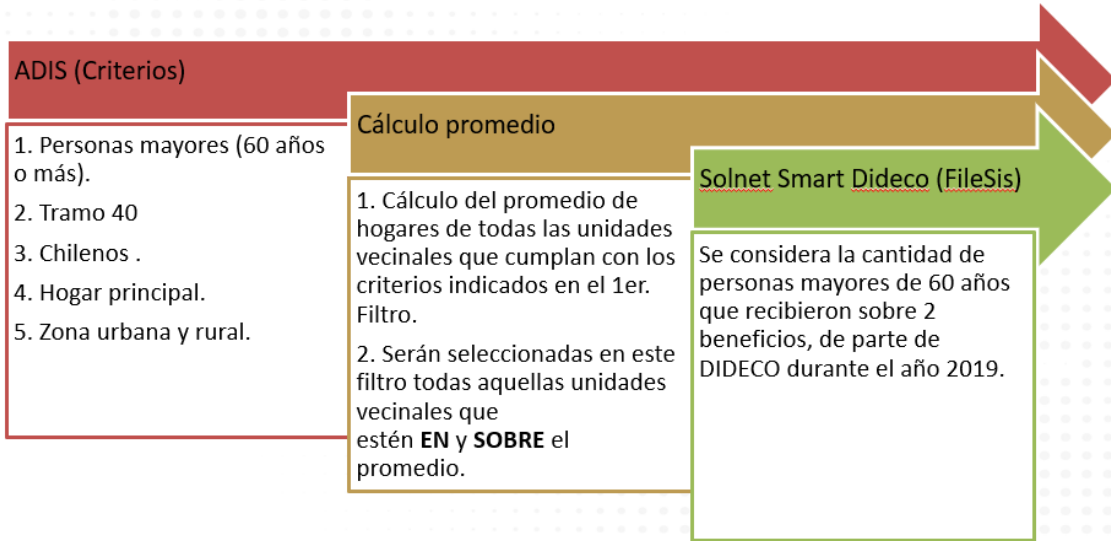 ADIS (Criterios)
1. Personas mayores (60 años
o más).
2. Tramo 40
3. Chilenos .
4. Hogar principal.
5. Zona urbana y rural.
Cálculo promedio
1. Cálculo del promedio de
hogares de todas las unidades
vecinales que cumplan con los
criterios indicados en el 1er.
Filtro.
2. Serán seleccionadas en este
filtro todas aquellas unidades
vecinales que
estén EN y SOBRE el
promedio.
Solnet Smart Dideco (FileSis)
Se considera la cantidad de
personas mayores de 60 años
que recibieron sobre 2
beneficios, de parte de
DIDECO durante el año 2019.